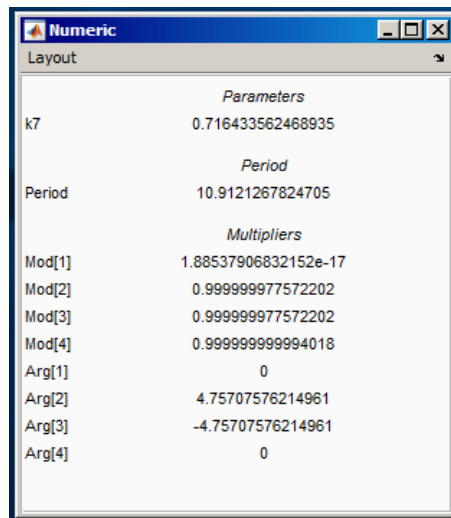 Numeric
Layout
Parameters
k7 0.716433562468935
Period
Period 10.9121267824705
Multipliers
Mod[1] 1.88537906832152e-17
Mod[2] 0.999999977572202
Mod[3] 0.999999977572202
Mod[4] 0.999999999994018
Arg[1] 0
Arg[2] 4.75707576214961
Arg[3] -4.75707576214961
Arg[4] 0